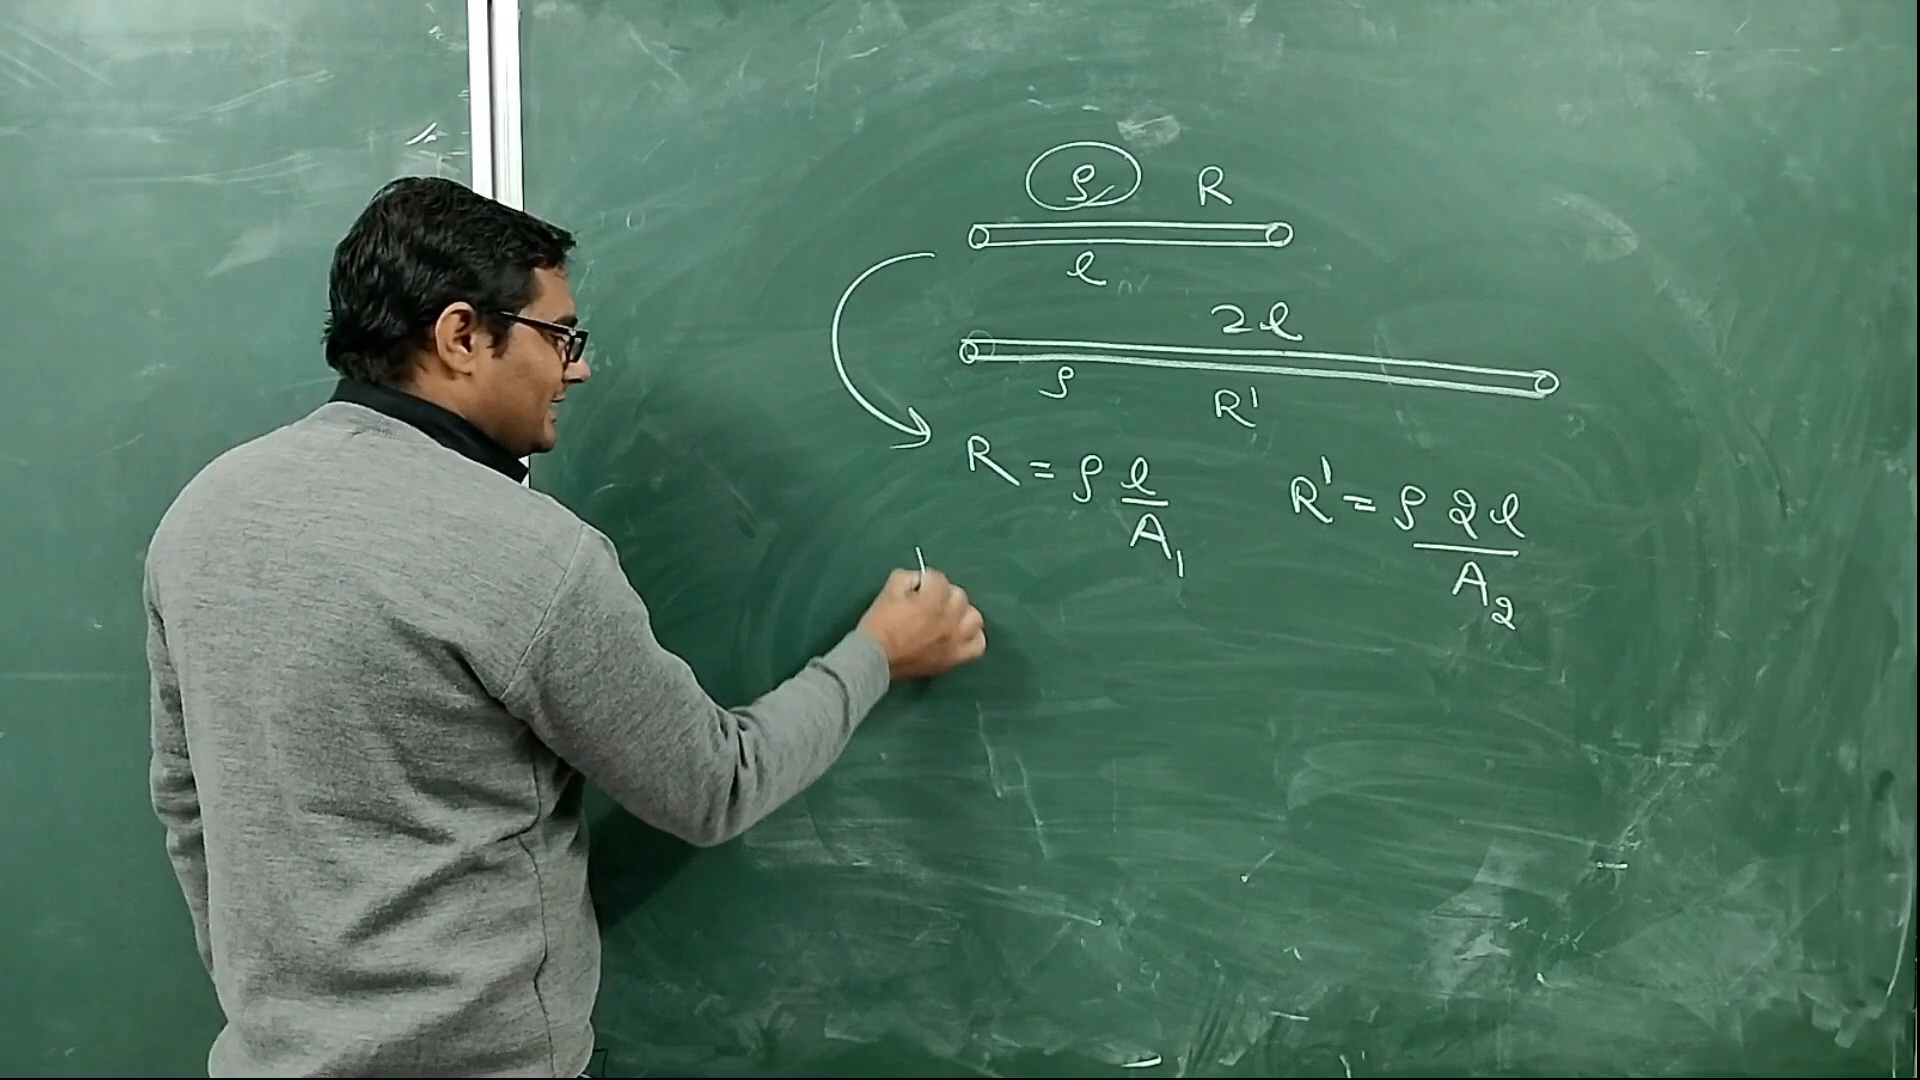 ρ R
l
2l
ρ R'
R = ρ l/A₁ R' = ρ 2l/A₂